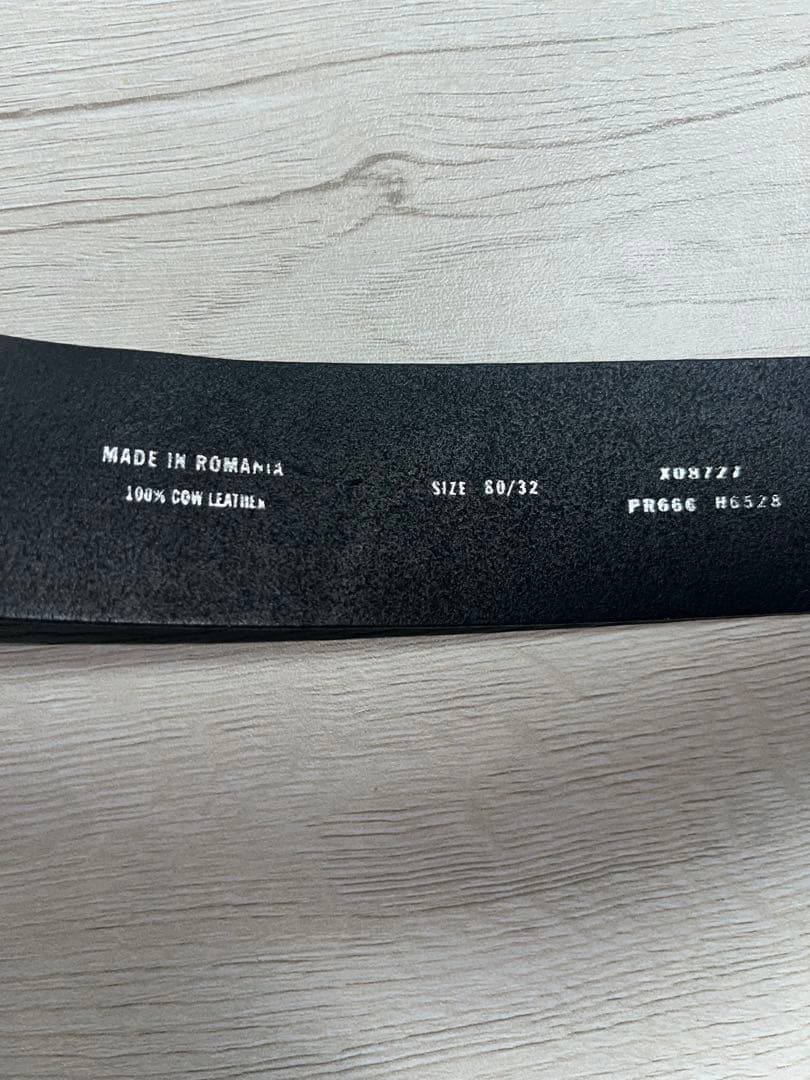 MADE IN ROMANIA
100% COW LEATHER
SIZE 80/32
X08727
PR666 H6528